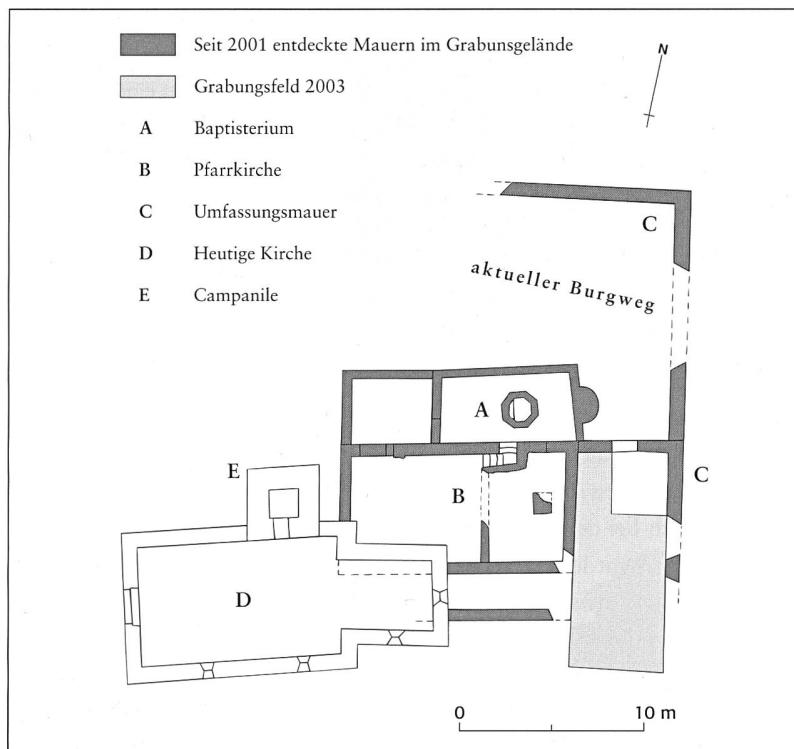 Seit 2001 entdeckte Mauern im Grabunsgelände
Grabungsfeld 2003
A Baptisterium
B Pfarrkirche
C Umfassungsmauer
D Heutige Kirche
E Campanile
N
C
aktueller Burgweg
A
E
B
C
D
0 10 m